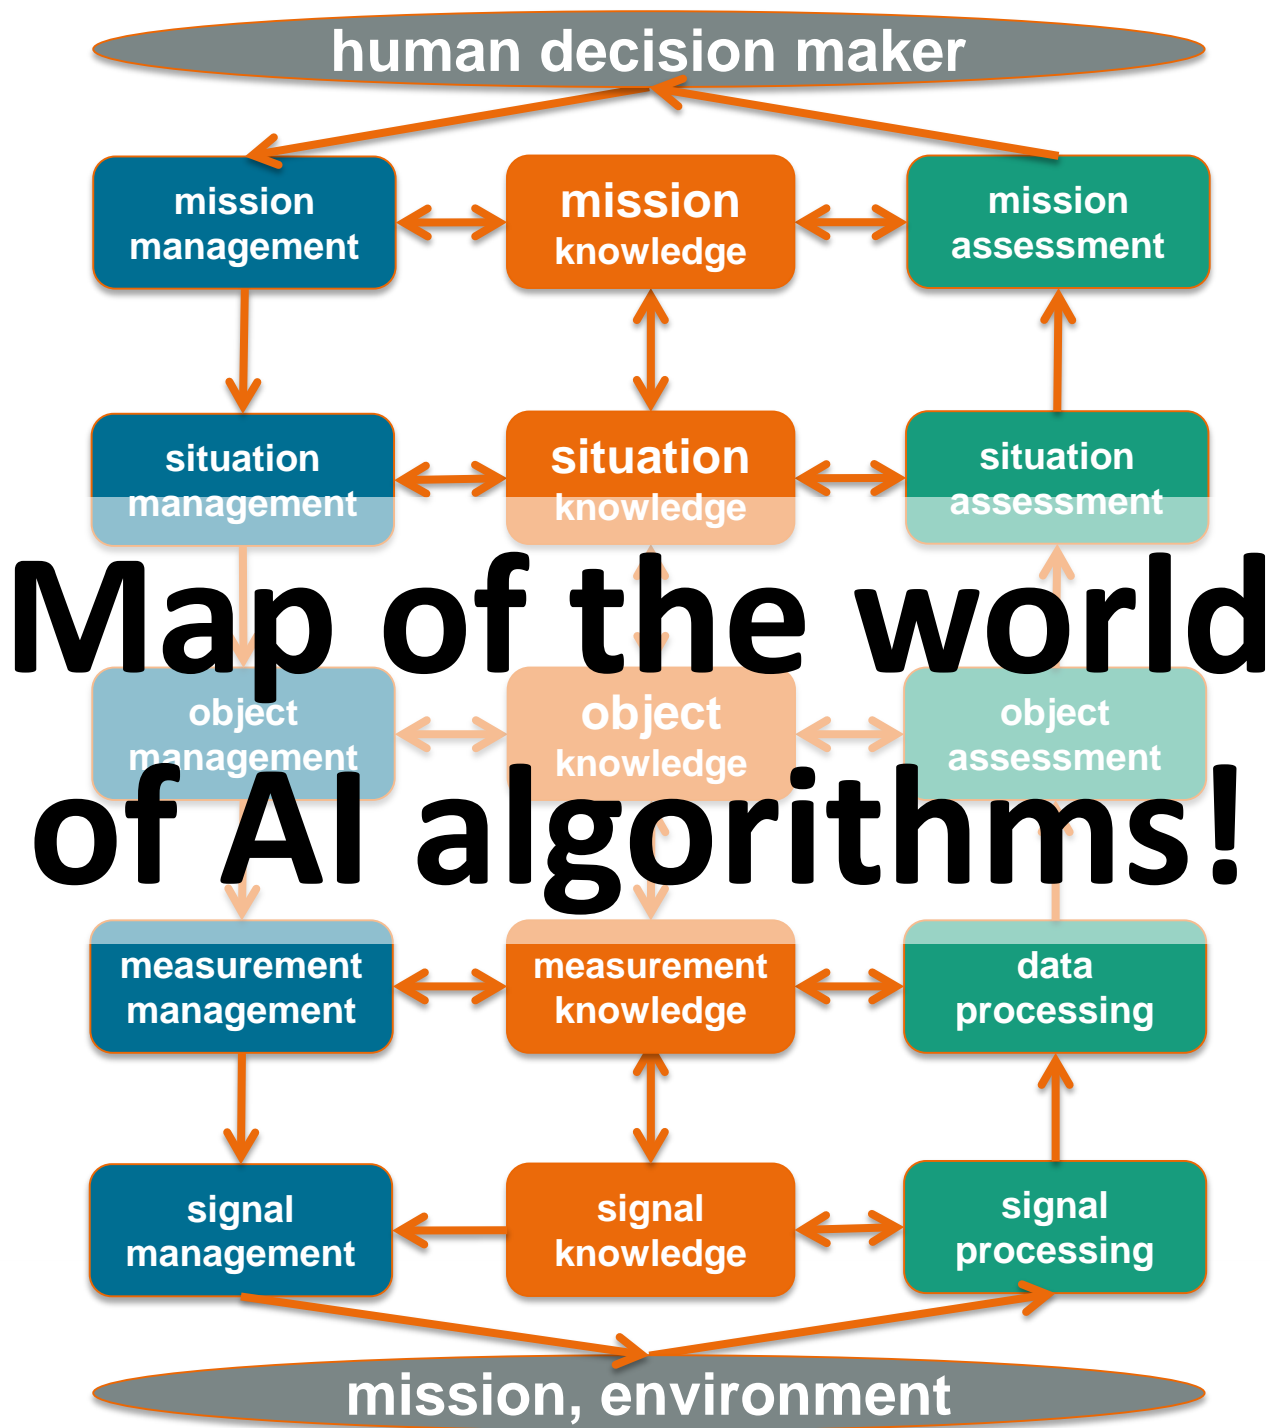 human decision maker
mission
management
mission
knowledge
mission
assessment
situation
management
situation
knowledge
situation
assessment
Map of the world
object
management
object
knowledge
object
assessment
of AI algorithms!
measurement
management
measurement
knowledge
data
processing
signal
management
signal
knowledge
signal
processing
mission, environment